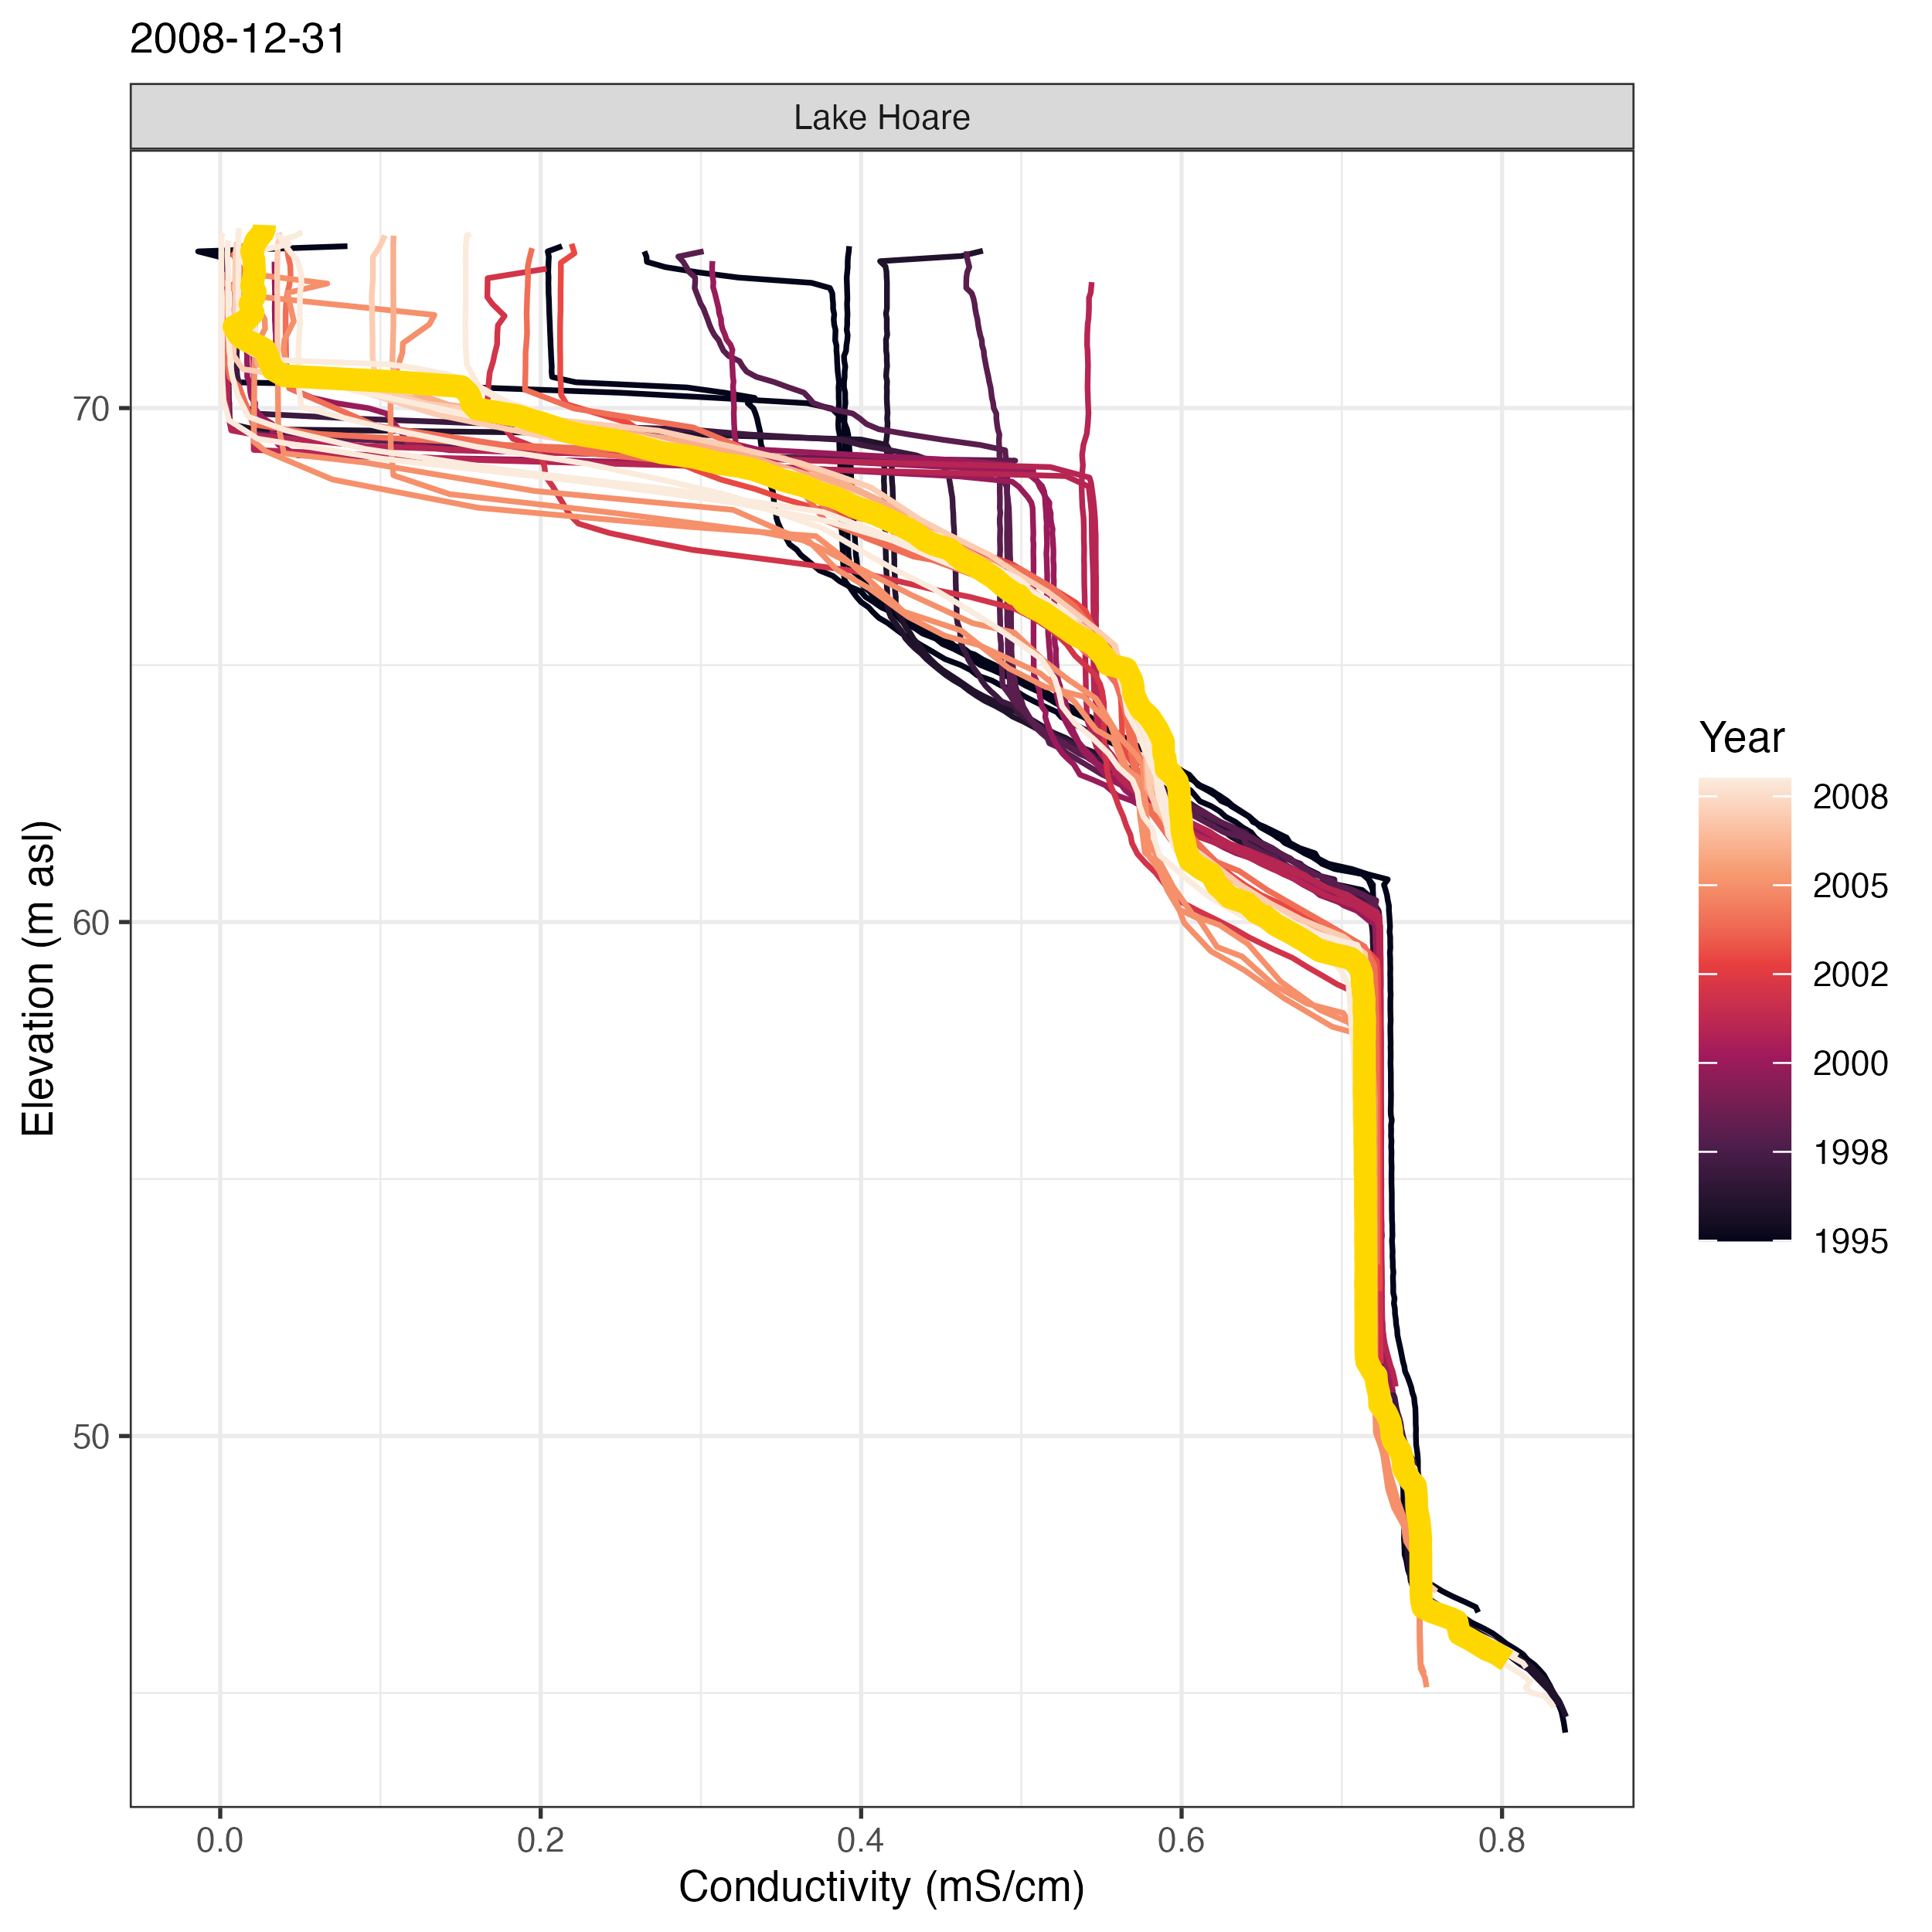 2008-12-31
Lake Hoare
70
60
50
Elevation (m asl)
0.0 0.2 0.4 0.6 0.8
Conductivity (mS/cm)
Year
2008
2005
2002
2000
1998
1995